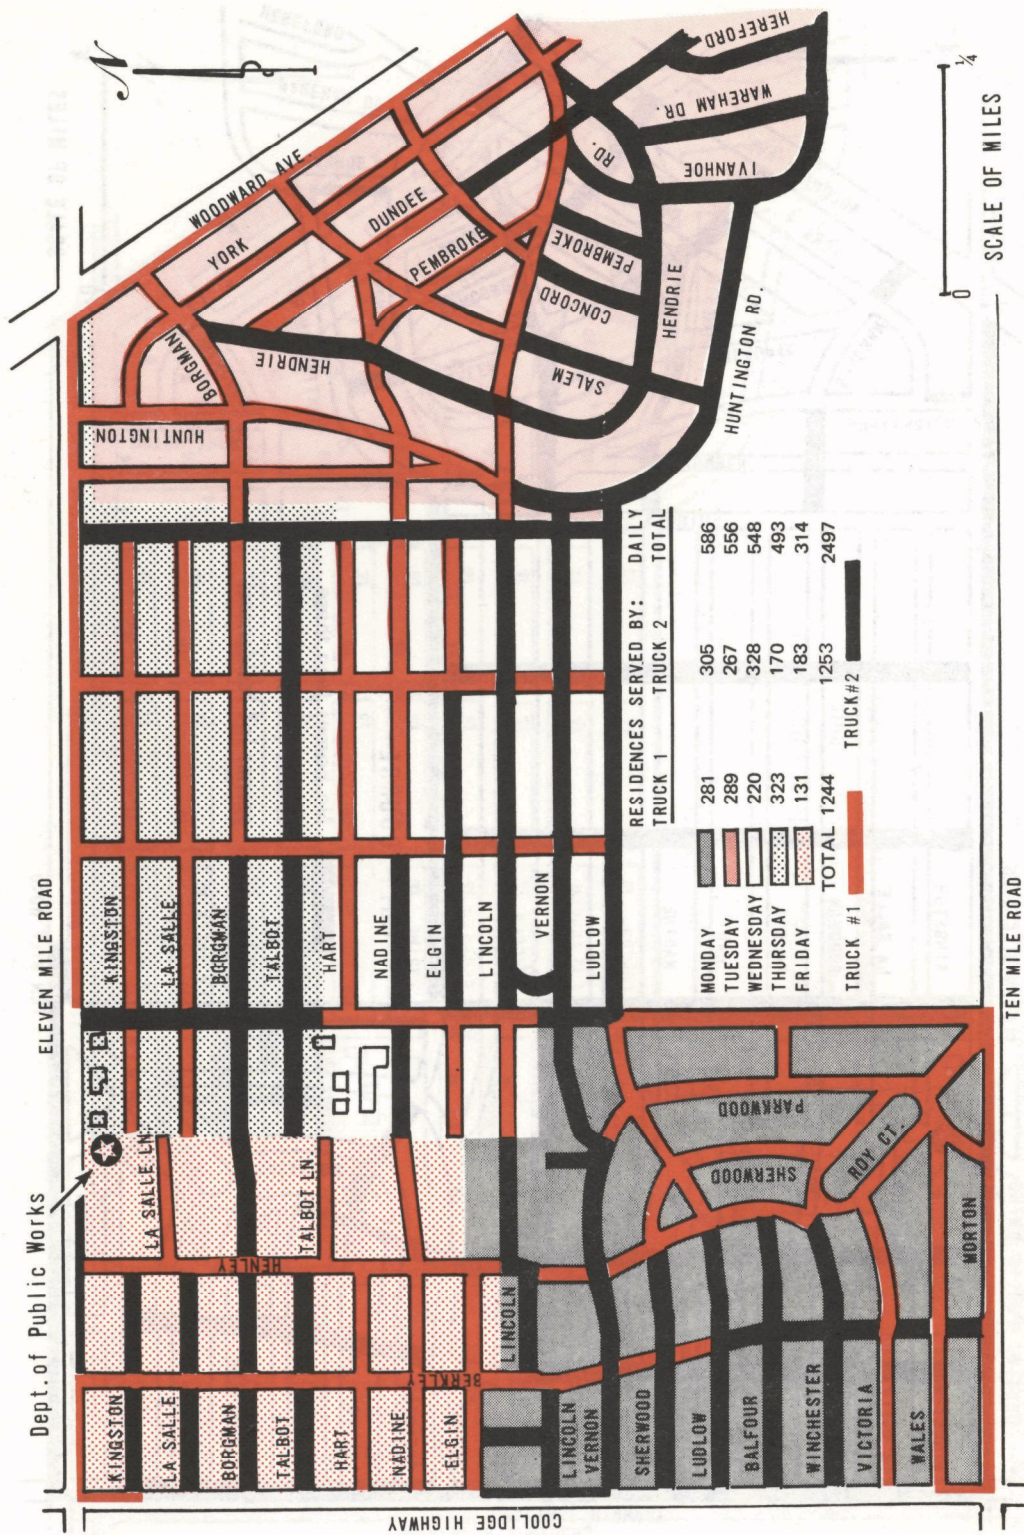 N
Dept. of Public Works
ELEVEN MILE ROAD
WOODWARD AVE.
COOLIDGE HIGHWAY
TEN MILE ROAD
KINGSTON
LA SALLE
BORGMAN
TALBOT
HART
NADINE
ELGIN
BERKLEY
HENLEY
LA SALLE LN
TALBOT LN
LINCOLN
LINCOLN
VERNON
SHERWOOD
LUDLOW
BALFOUR
WINCHESTER
VICTORIA
WALES
MORTON
SHERWOOD
PARKWOOD
ROY CT.
KINGSTON
LA SALLE
BORGMAN
TALBOT
HART
NADINE
ELGIN
LINCOLN
VERNON
LUDLOW
HUNTINGTON
BORGMAN
HENDRIE
YORK
DUNDEE
PEMBROKE
PEMBROKE
CONCORD
SALEM
HENDRIE
HUNTINGTON RD.
RD.
IVANHOE
WAREHAM DR.
HEREFORD
RESIDENCES SERVED BY: DAILY
TRUCK 1 TRUCK 2 TOTAL
MONDAY 281 305 586
TUESDAY 289 267 556
WEDNESDAY 220 328 548
THURSDAY 323 170 493
FRIDAY 131 183 314
TOTAL 1244 1253 2497
TRUCK #1 TRUCK#2
0 1/4
SCALE OF MILES